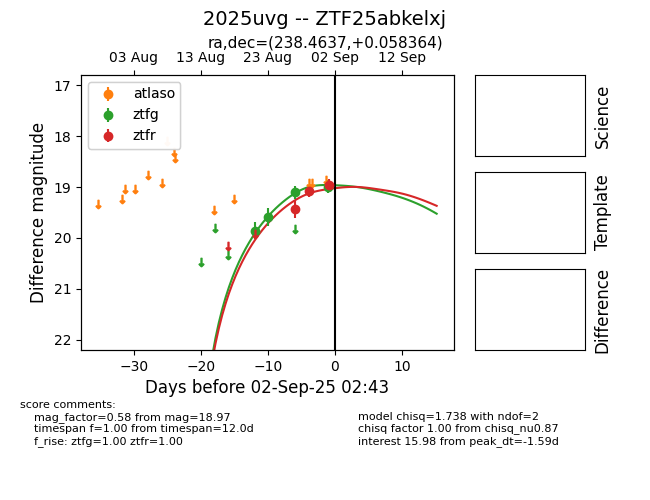 2025uvg -- ZTF25abkelxj
ra,dec=(238.4637,+0.058364)
03 Aug 13 Aug 23 Aug 02 Sep 12 Sep
atlaso
ztfg
ztfr
17
18
19
20
21
22
Difference magnitude
−30 −20 −10 0 10
Days before 02-Sep-25 02:43
Science
Template
Difference
score comments:
mag_factor=0.58 from mag=18.97
timespan f=1.00 from timespan=12.0d
f_rise: ztfg=1.00 ztfr=1.00
model chisq=1.738 with ndof=2
chisq factor 1.00 from chisq_nu0.87
interest 15.98 from peak_dt=-1.59d